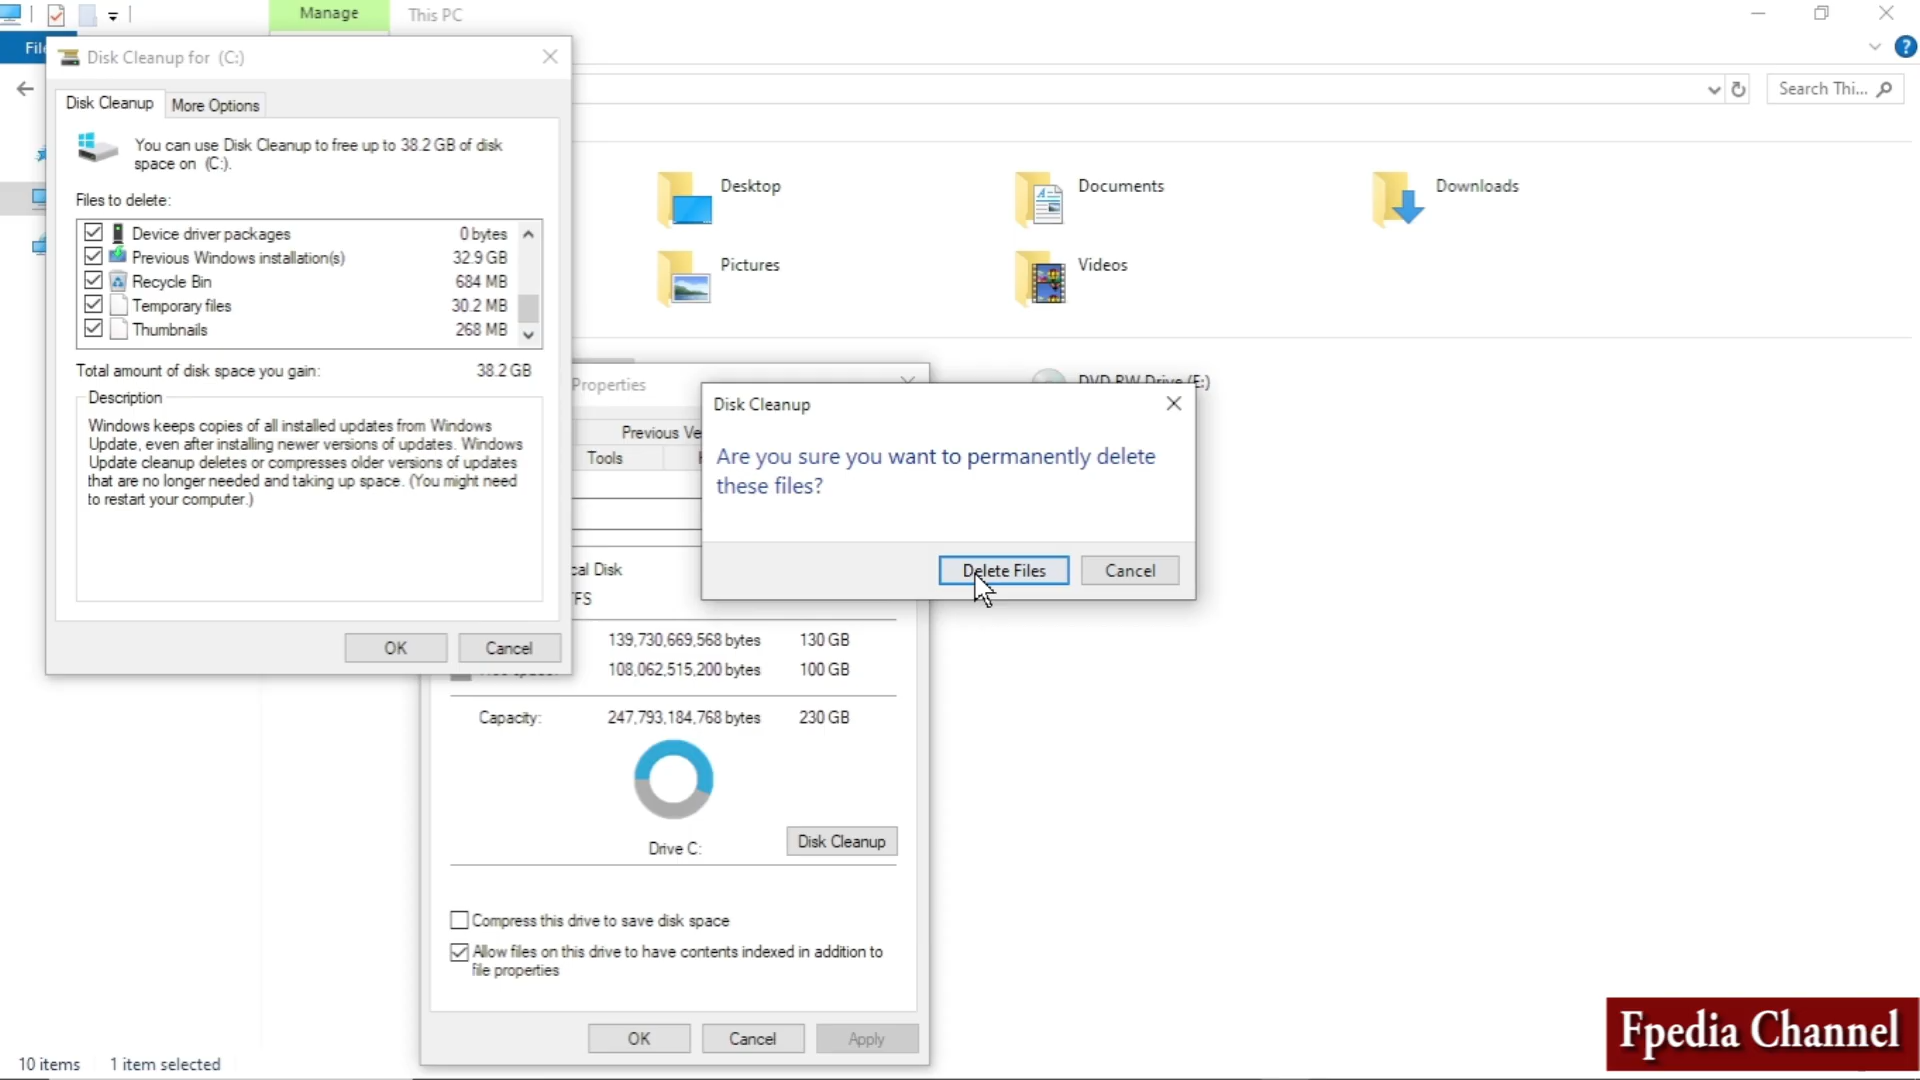 Manage
This PC
File
Search Thi...
Disk Cleanup for (C:)
Disk Cleanup
More Options
You can use Disk Cleanup to free up to 38.2 GB of disk
space on (C:).
Files to delete:
Device driver packages 0 bytes
Previous Windows installation(s) 32.9 GB
Recycle Bin 684 MB
Temporary files 30.2 MB
Thumbnails 268 MB
Total amount of disk space you gain: 38.2 GB
Description
Windows keeps copies of all installed updates from Windows
Update, even after installing newer versions of updates. Windows
Update cleanup deletes or compresses older versions of updates
that are no longer needed and taking up space. (You might need
to restart your computer.)
OK
Cancel
Desktop
Documents
Downloads
Pictures
Videos
DVD RW Drive (E:)
Properties
Previous Ve
Tools
Disk Cleanup
Are you sure you want to permanently delete
these files?
Delete Files
Cancel
cal Disk
TFS
139,730,669,568 bytes 130 GB
108,062,515,200 bytes 100 GB
Capacity: 247,793,184,768 bytes 230 GB
Drive C:
Disk Cleanup
Compress this drive to save disk space
Allow files on this drive to have contents indexed in addition to
file properties
OK
Cancel
Apply
10 items
1 item selected
Fpedia Channel